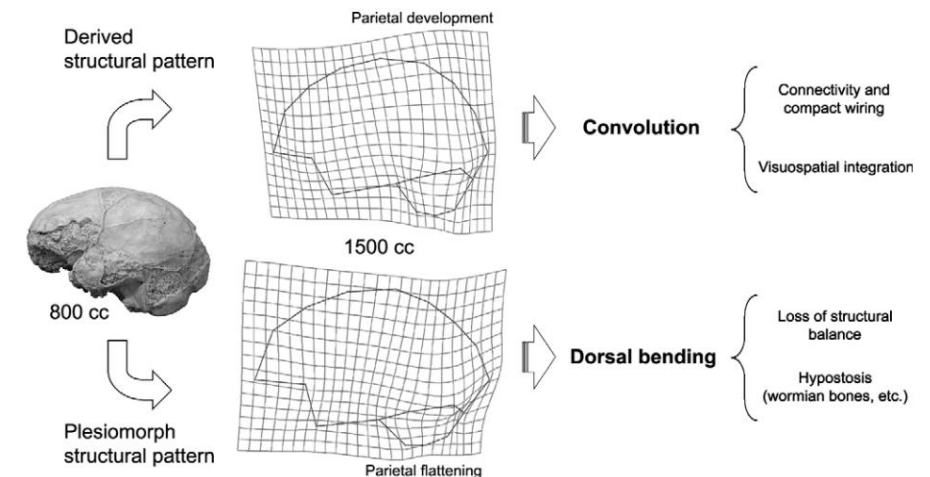 Parietal development
Derived
structural pattern
Connectivity and
compact wiring
Convolution
Visuospatial integration
1500 cc
800 cc
Loss of structural
balance
Dorsal bending
Hypostosis
(wormian bones, etc.)
Plesiomorph
structural pattern
Parietal flattening